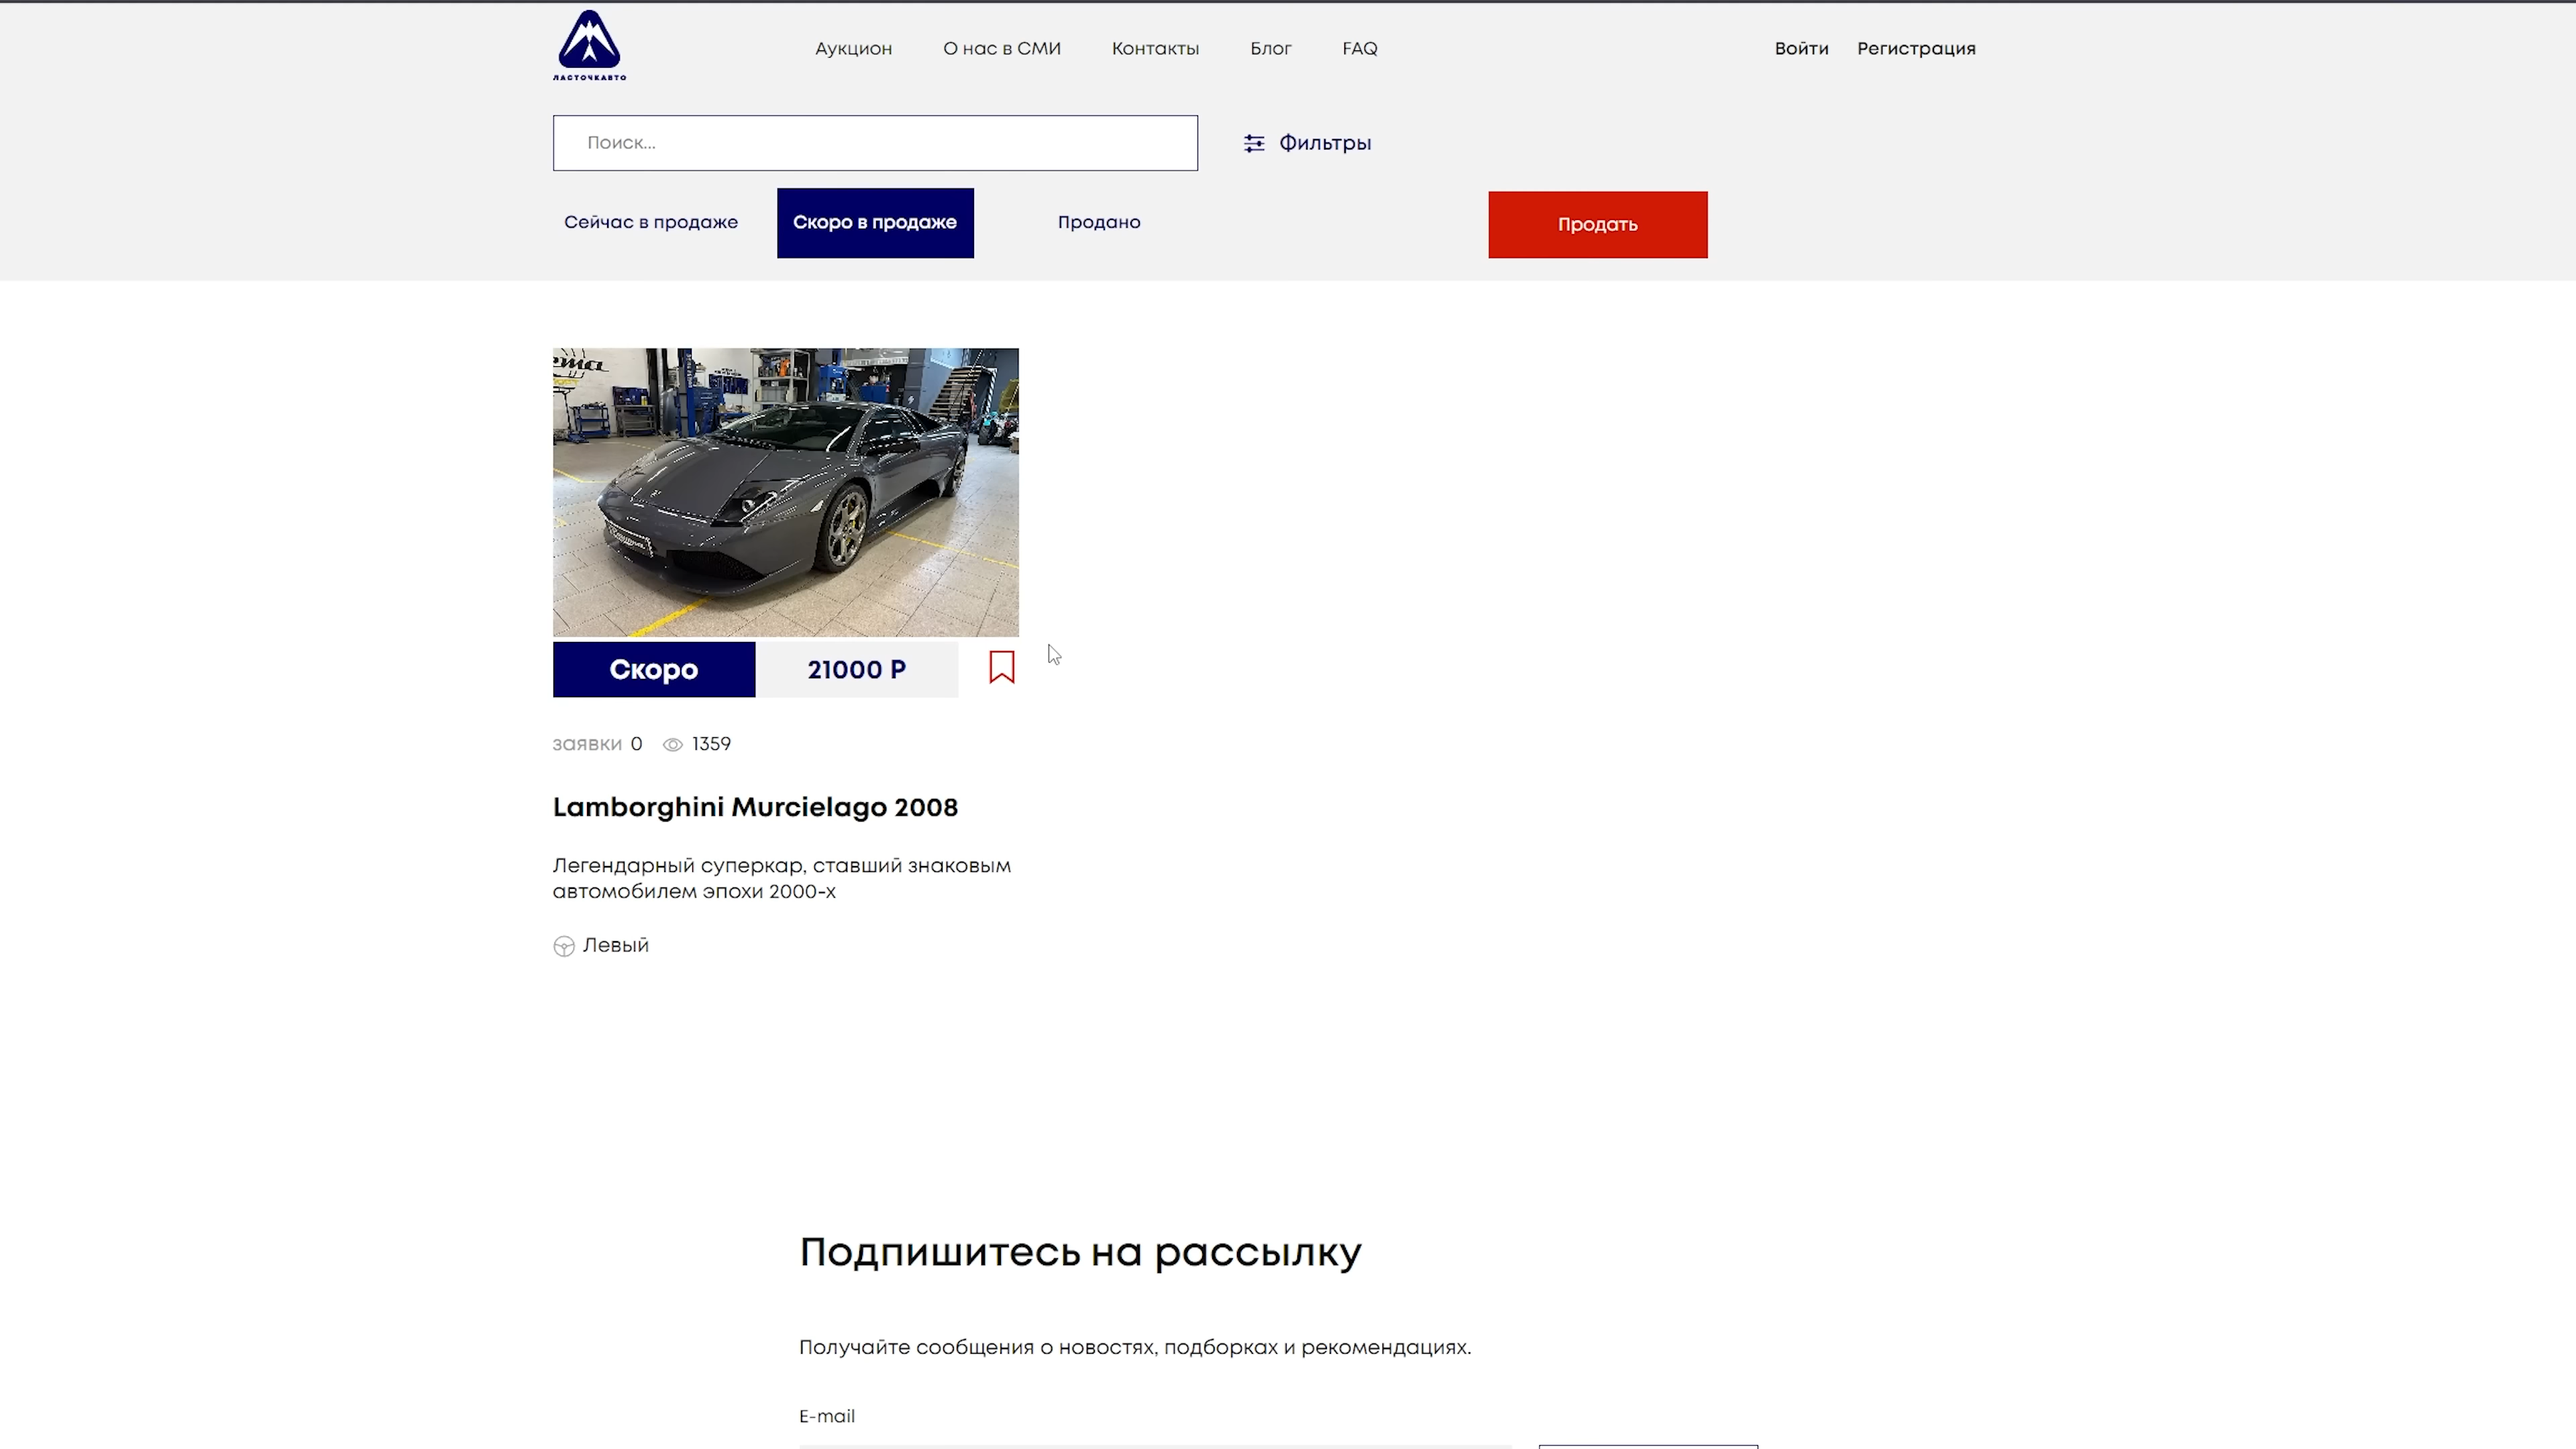 ЛАСТОЧКАВТО
Аукцион О нас в СМИ Контакты Блог FAQ Войти Регистрация
Поиск... Фильтры
Сейчас в продаже Скоро в продаже Продано Продать
Скоро 21000 Р
заявки 0 1359
Lamborghini Murcielago 2008
Легендарный суперкар, ставший знаковым
автомобилем эпохи 2000-х
Левый
Подпишитесь на рассылку
Получайте сообщения о новостях, подборках и рекомендациях.
E-mail